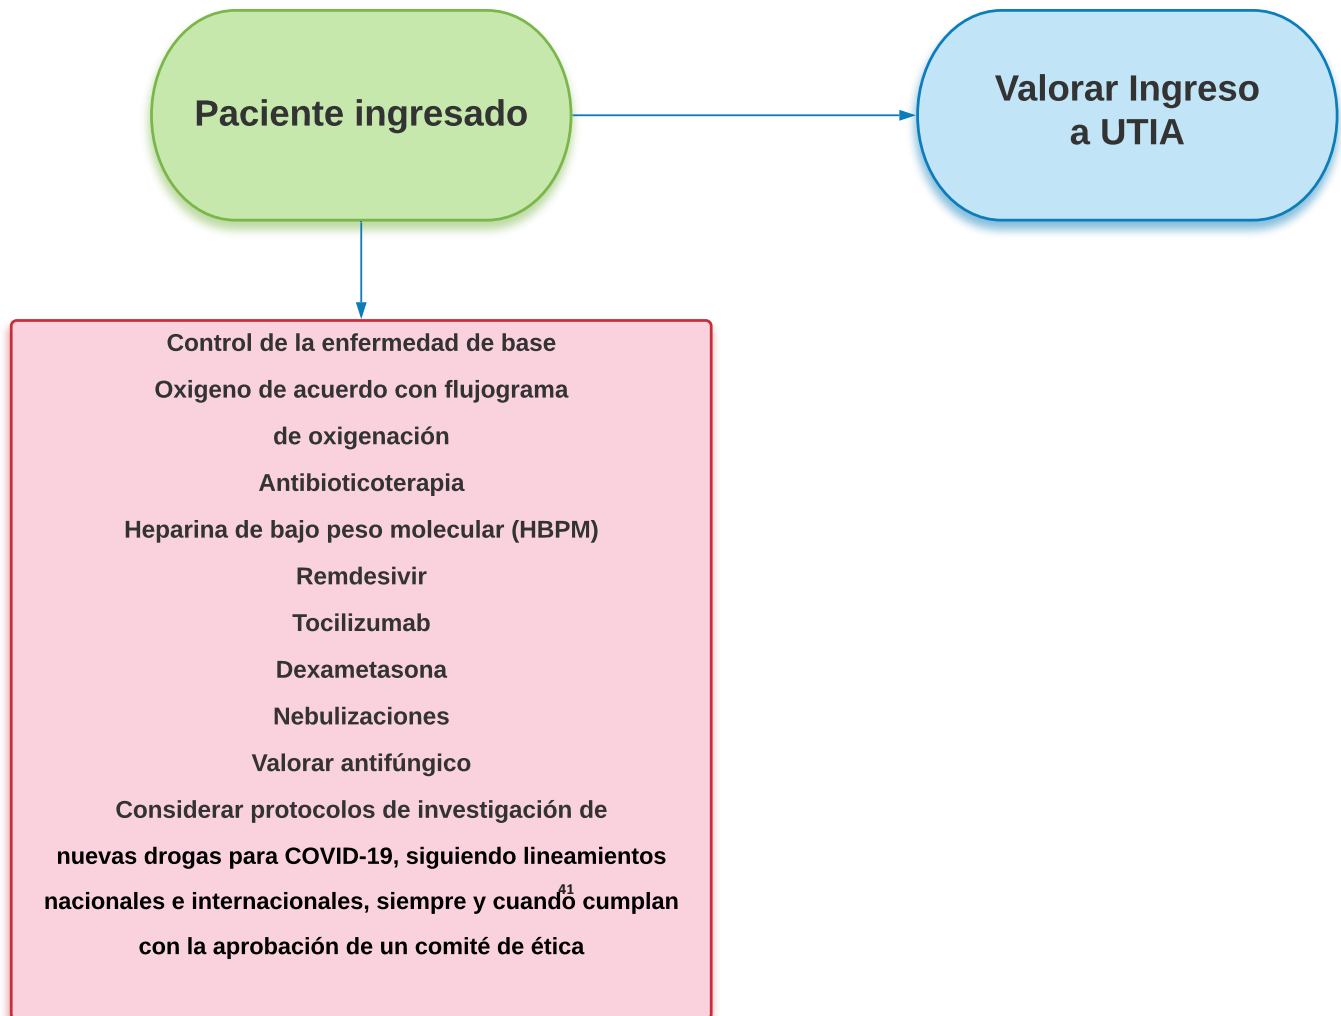 Paciente ingresado
Valorar Ingreso
a UTIA
Control de la enfermedad de base
Oxigeno de acuerdo con flujograma
de oxigenación
Antibioticoterapia
Heparina de bajo peso molecular (HBPM)
Remdesivir
Tocilizumab
Dexametasona
Nebulizaciones
Valorar antifúngico
Considerar protocolos de investigación de
nuevas drogas para COVID-19, siguiendo lineamientos
41
nacionales e internacionales, siempre y cuando cumplan
con la aprobación de un comité de ética